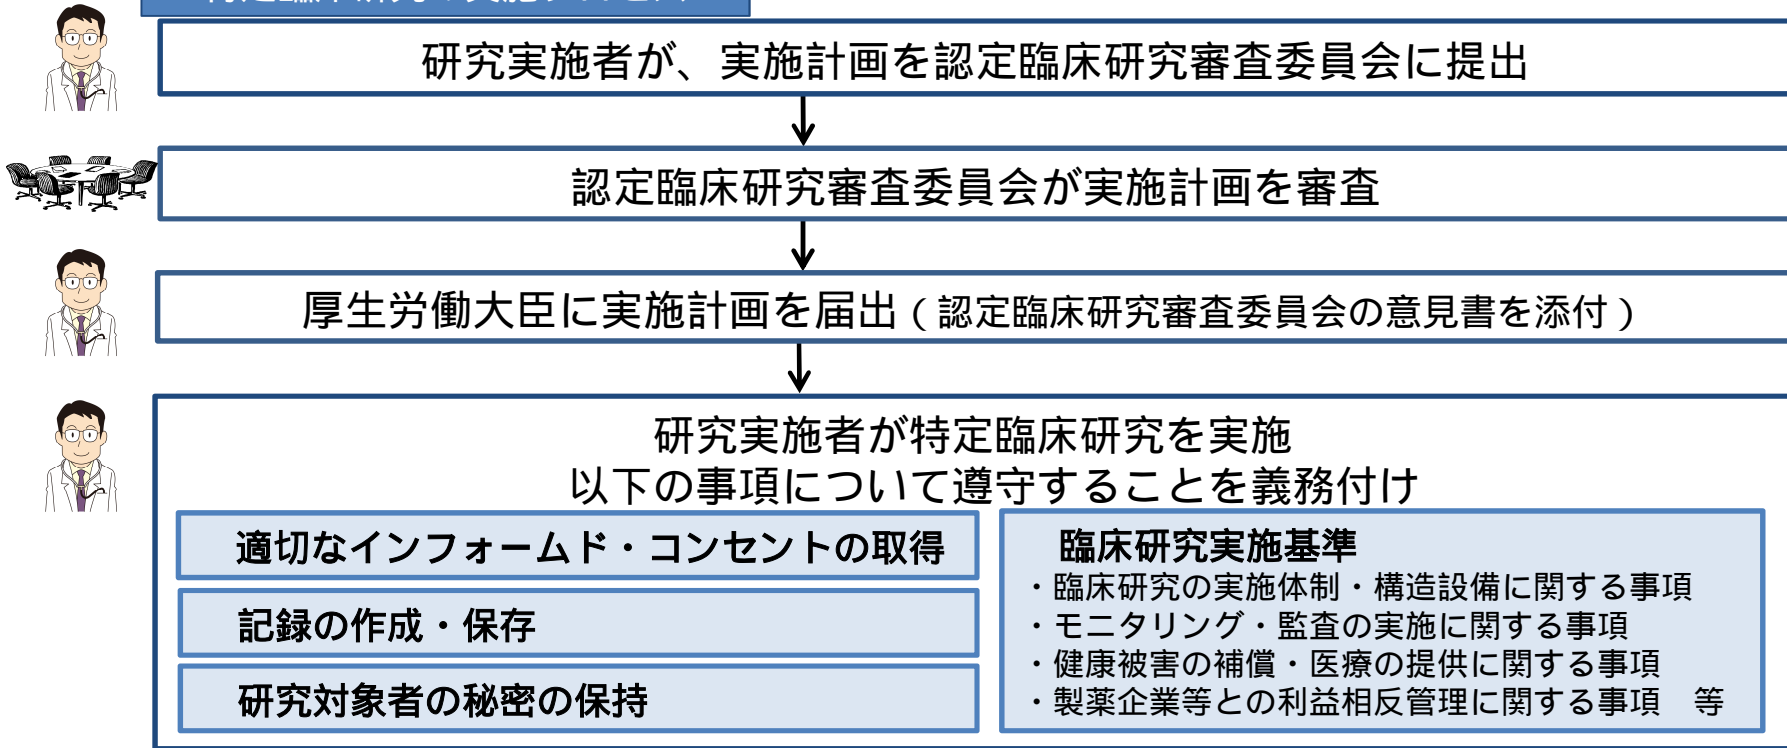 研究実施者が、実施計画を認定臨床研究審査委員会に提出
認定臨床研究審査委員会が実施計画を審査
厚生労働大臣に実施計画を届出(認定臨床研究審査委員会の意見書を添付)
研究実施者が特定臨床研究を実施
以下の事項について遵守することを義務付け
適切なインフォームド・コンセントの取得
記録の作成・保存
研究対象者の秘密の保持
臨床研究実施基準
・臨床研究の実施体制・構造設備に関する事項
・モニタリング・監査の実施に関する事項
・健康被害の補償・医療の提供に関する事項
・製薬企業等との利益相反管理に関する事項 等